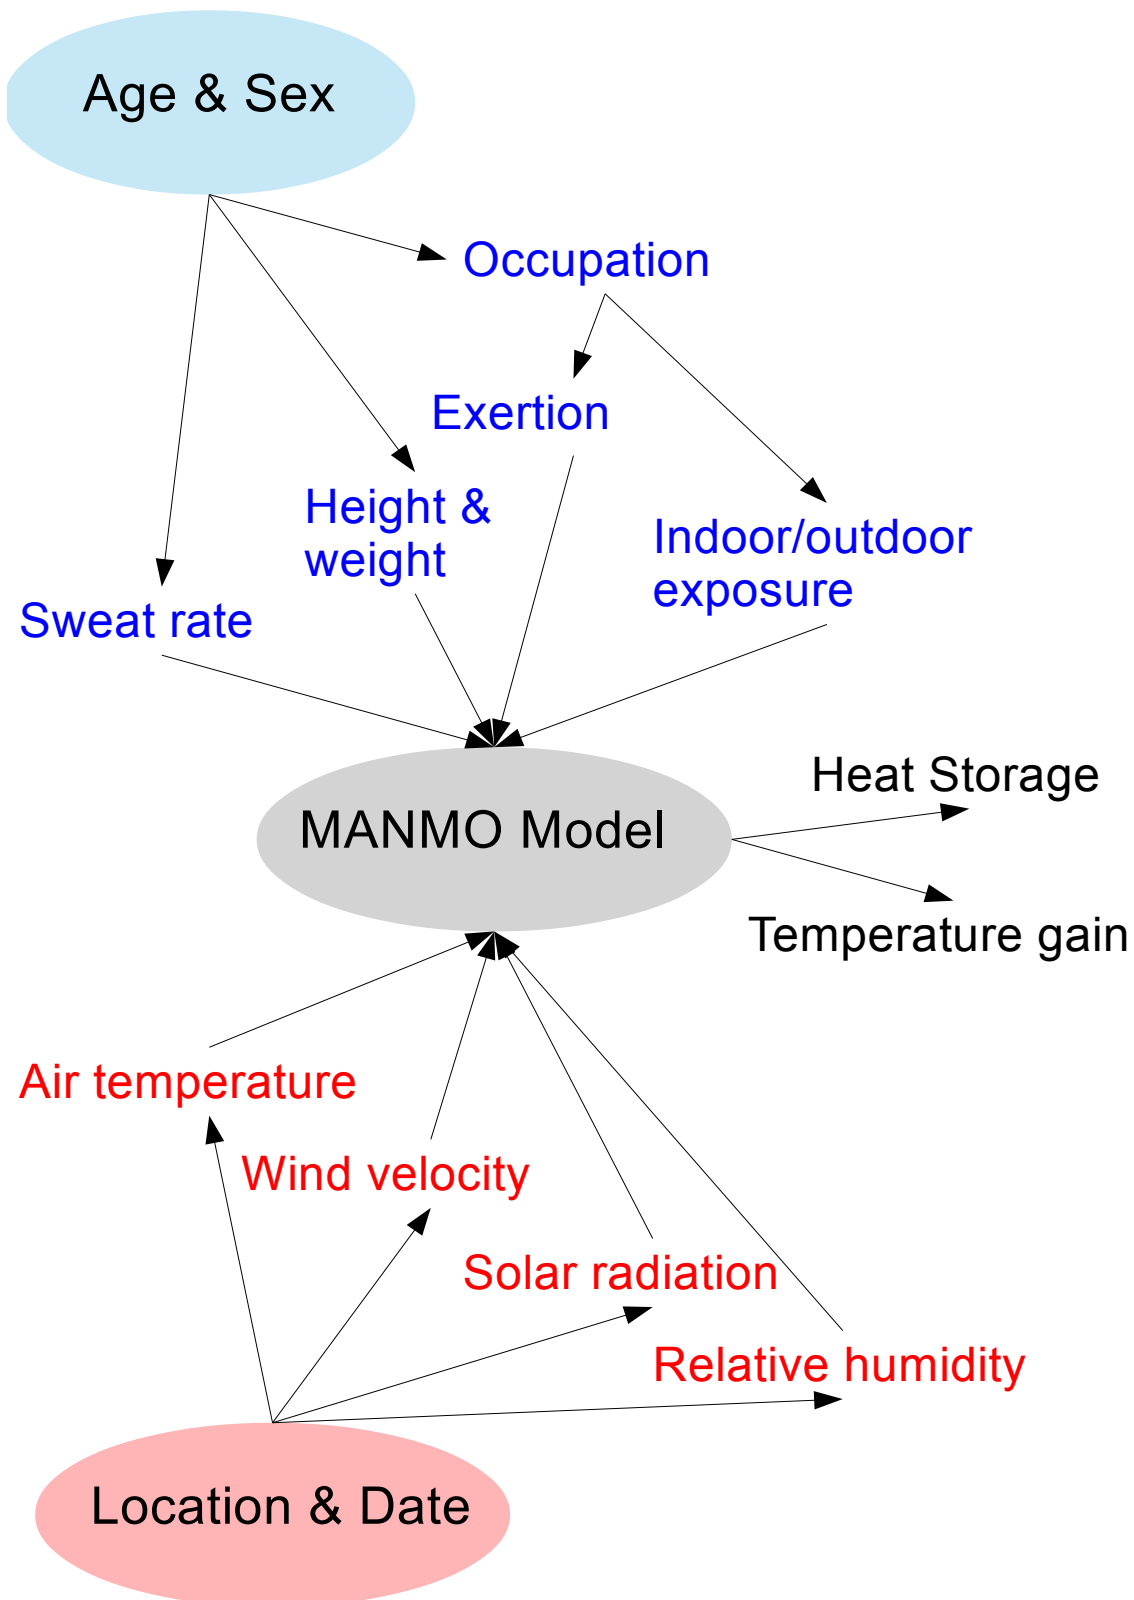 Age & Sex
Occupation
Exertion
Height &
weight
Indoor/outdoor
exposure
Sweat rate
Heat Storage
MANMO Model
Temperature gain
Air temperature
Wind velocity
Solar radiation
Relative humidity
Location & Date